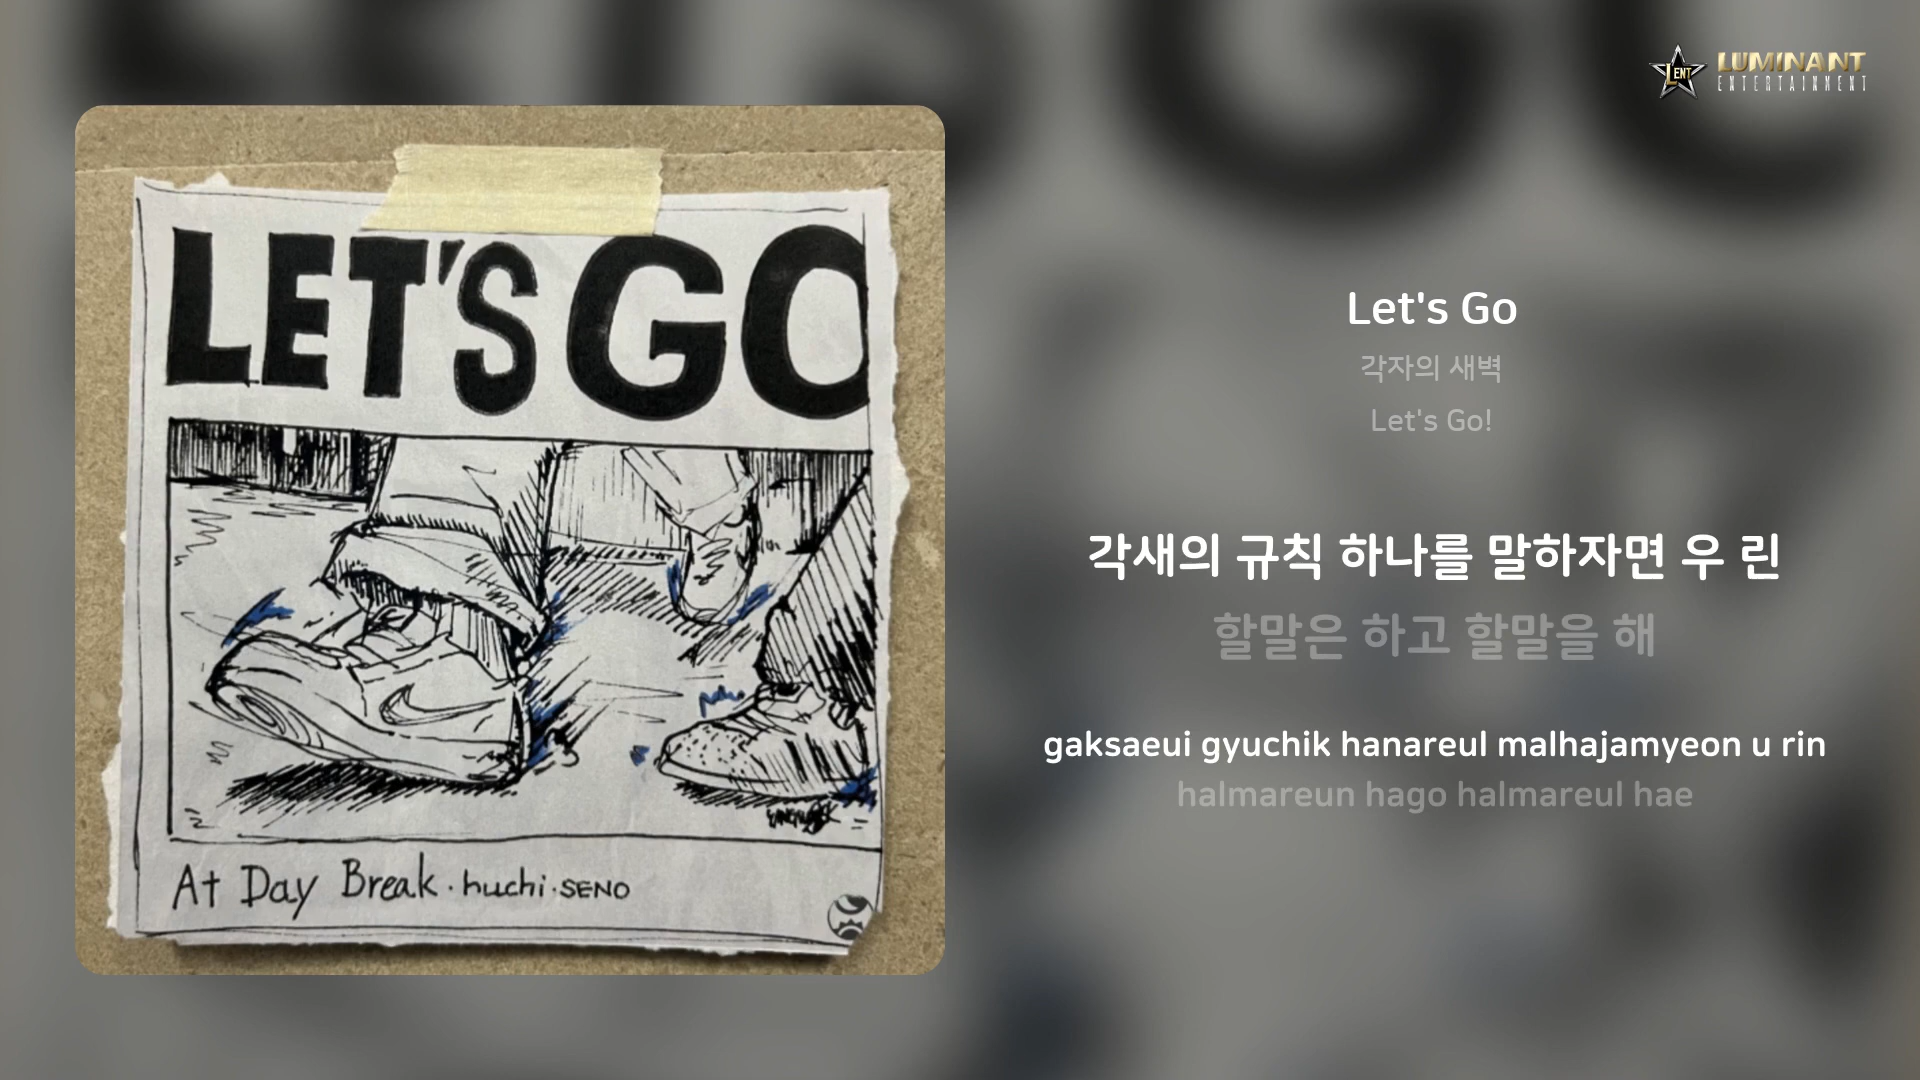 LENT
LUMINANT
ENTERTAINMENT
LET'S GO
At Day Break · huchi · SENO
Let's Go
각자의 새벽
Let's Go!
각새의 규칙 하나를 말하자면 우 린
할말은 하고 할말을 해
gaksaeui gyuchik hanareul malhajamyeon u rin
halmareun hago halmareul hae